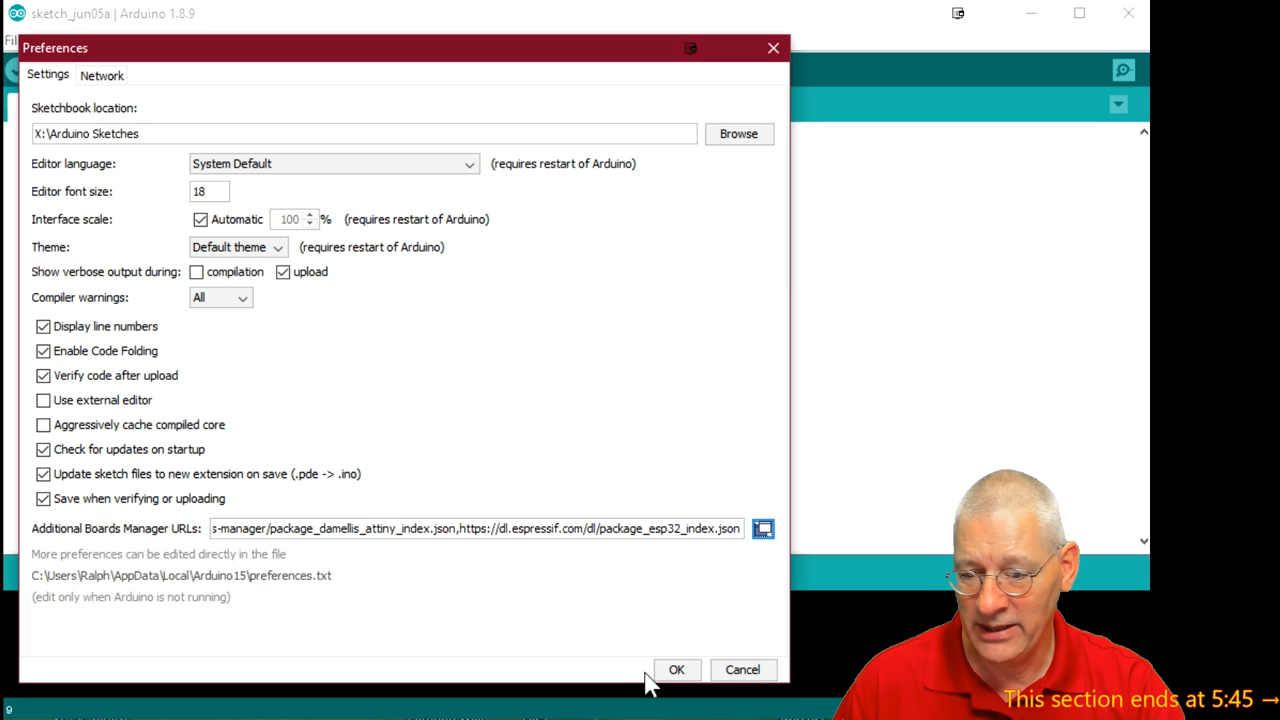 sketch_jun05a | Arduino 1.8.9
Fil
Preferences
Settings Network
Sketchbook location:
X:\Arduino Sketches Browse
Editor language: System Default (requires restart of Arduino)
Editor font size: 18
Interface scale: Automatic 100 % (requires restart of Arduino)
Theme: Default theme (requires restart of Arduino)
Show verbose output during: compilation upload
Compiler warnings: All
Display line numbers
Enable Code Folding
Verify code after upload
Use external editor
Aggressively cache compiled core
Check for updates on startup
Update sketch files to new extension on save (.pde -> .ino)
Save when verifying or uploading
Additional Boards Manager URLs: s-manager/package_damellis_attiny_index.json,https://dl.espressif.com/dl/package_esp32_index.json
More preferences can be edited directly in the file
C:\Users\Ralph\AppData\Local\Arduino15\preferences.txt
(edit only when Arduino is not running)
OK Cancel
This section ends at 5:45 →
9